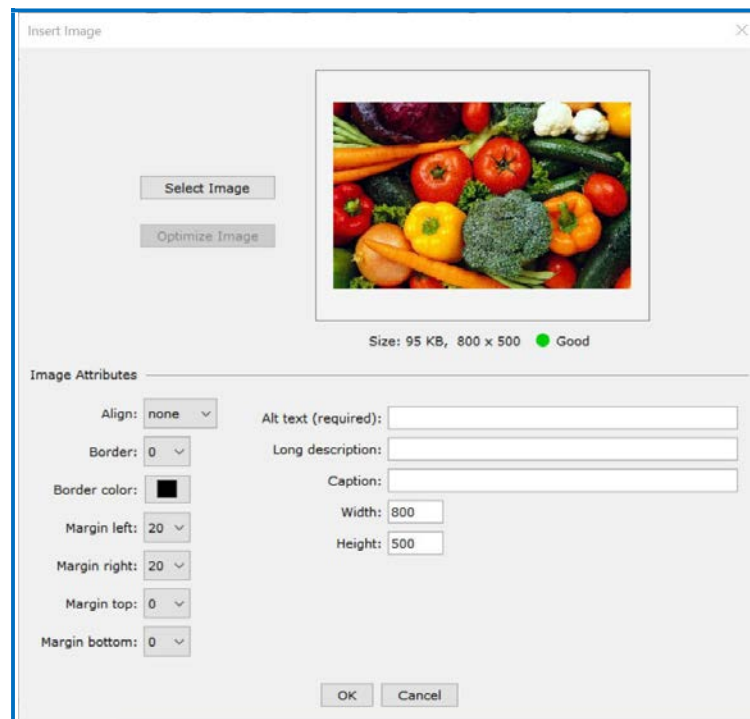 Insert Image
Select Image
Optimize Image
Size: 95 KB, 800 x 500 Good
Image Attributes
Align: none
Border: 0
Border color:
Margin left: 20
Margin right: 20
Margin top: 0
Margin bottom: 0
Alt text (required):
Long description:
Caption:
Width: 800
Height: 500
OK Cancel